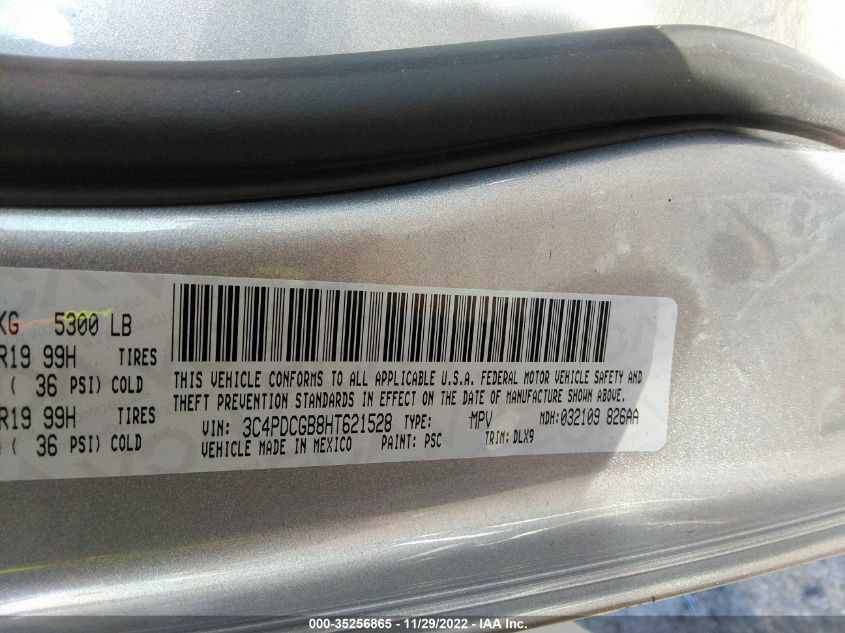 KG 5300 LB
R19 99H TIRES
( 36 PSI) COLD
R19 99H TIRES
( 36 PSI) COLD
THIS VEHICLE CONFORMS TO ALL APPLICABLE U.S.A. FEDERAL MOTOR VEHICLE SAFETY AND
THEFT PREVENTION STANDARDS IN EFFECT ON THE DATE OF MANUFACTURE SHOWN ABOVE.
VIN: 3C4PDCGB8HT621528 TYPE: MPV MDH:032109 826AA
VEHICLE MADE IN MEXICO PAINT: PSC TRIM: DLX9
000-35256865 - 11/29/2022 - IAA, Inc.